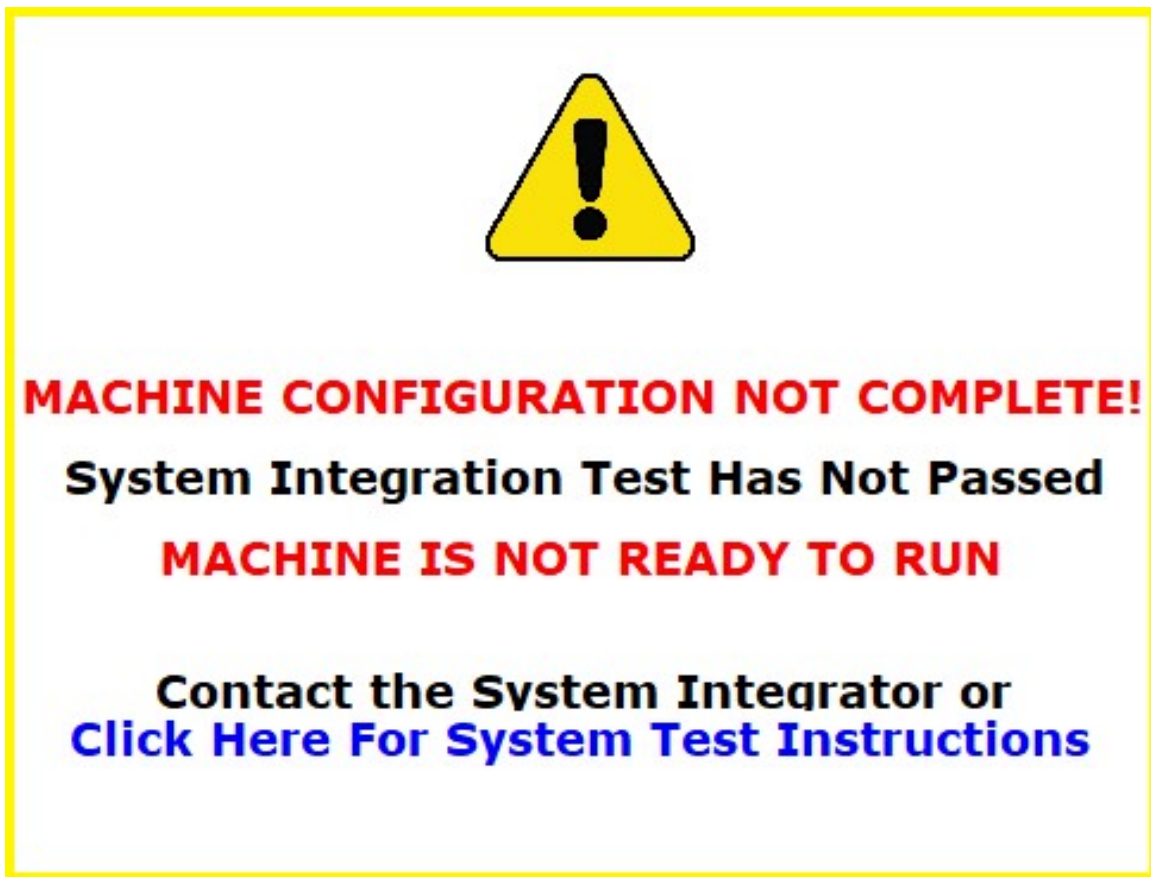 MACHINE CONFIGURATION NOT COMPLETE!
System Integration Test Has Not Passed
MACHINE IS NOT READY TO RUN
Contact the System Integrator or
Click Here For System Test Instructions